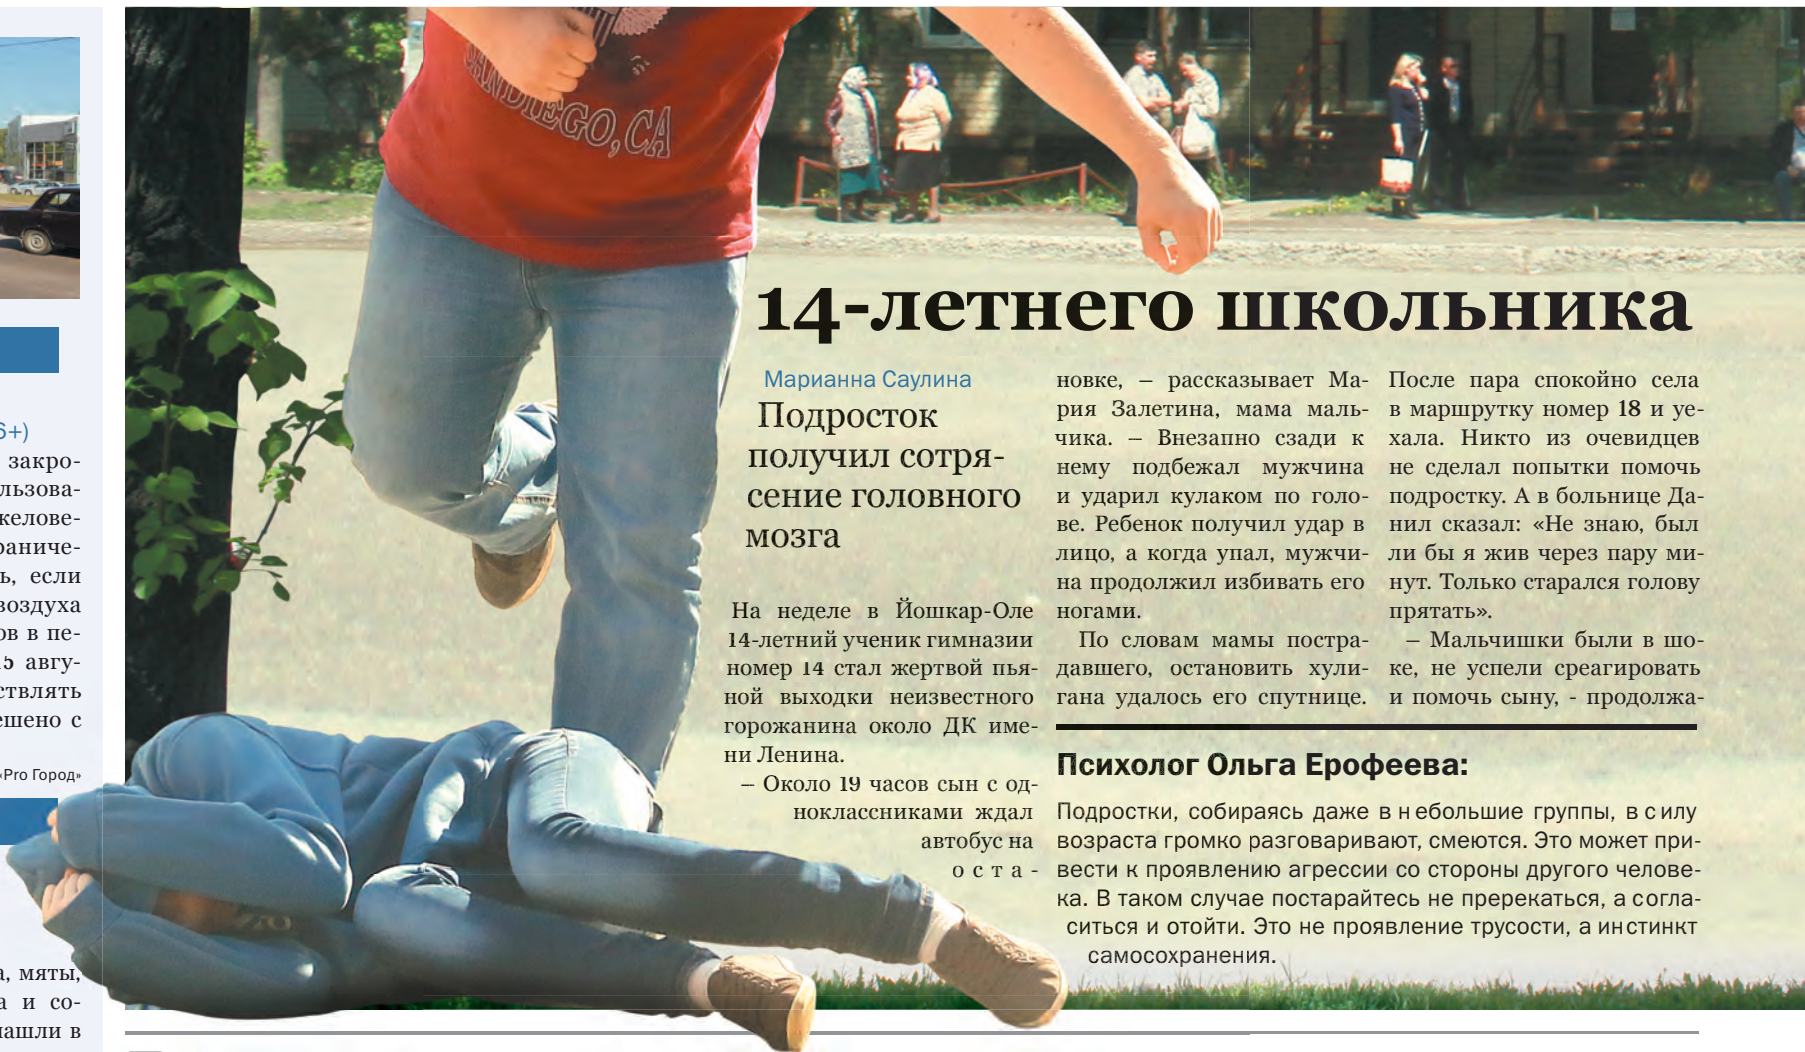 6+)
закро-
льзова-
желове-
раниче-
ь, если
воздуха
ов в пе-
15 авгу-
ствлять
ешено с
«Pro Город»
а, мяты,
а и со-
нашли в
SANDIEGO, CA
14-летнего школьника
Марианна Саулина
Подросток
получил сотря-
сение головного
мозга
На неделе в Йошкар-Оле
14-летний ученик гимназии
номер 14 стал жертвой пья-
ной выходки неизвестного
горожанина около ДК име-
ни Ленина.
– Около 19 часов сын с од-
ноклассниками ждал
автобус на
оста-
новке, – рассказывает Ма-
рия Залетина, мама маль-
чика. – Внезапно сзади к
нему подбежал мужчина
и ударил кулаком по голо-
ве. Ребенок получил удар в
лицо, а когда упал, мужчи-
на продолжил избивать его
ногами.
По словам мамы постра-
давшего, остановить хули-
гана удалось его спутнице.
После пара спокойно села
в маршрутку номер 18 и уе-
хала. Никто из очевидцев
не сделал попытки помочь
подростку. А в больнице Да-
нил сказал: «Не знаю, был
ли бы я жив через пару ми-
нут. Только старался голову
прятать».
– Мальчишки были в шо-
ке, не успели среагировать
и помочь сыну, - продолжа-
Психолог Ольга Ерофеева:
Подростки, собираясь даже в небольшие группы, в силу
возраста громко разговаривают, смеются. Это может при-
вести к проявлению агрессии со стороны другого челове-
ка. В таком случае постарайтесь не пререкаться, а согла-
ситься и отойти. Это не проявление трусости, а инстинкт
самосохранения.